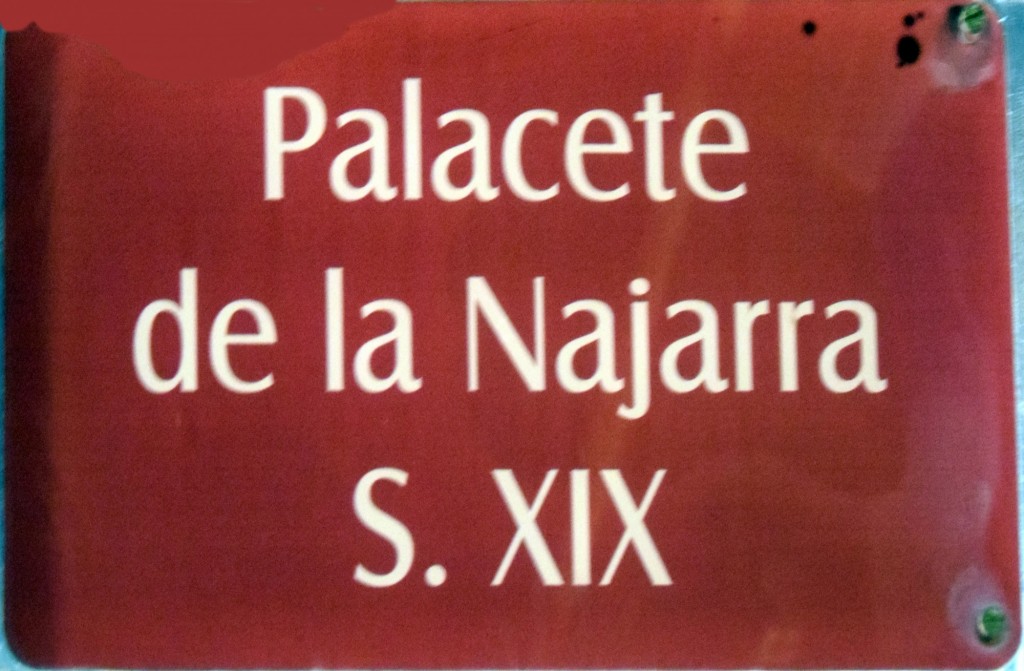 Palacete
de la Najarra
S. XIX